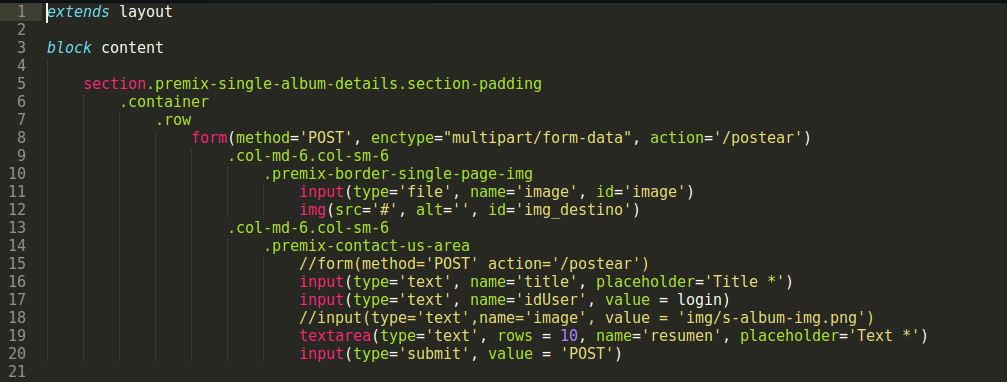 1 extends layout
2
3 block content
4
5 section.premix-single-album-details.section-padding
6 .container
7 .row
8 form(method='POST', enctype="multipart/form-data", action='/postear')
9 .col-md-6.col-sm-6
10 .premix-border-single-page-img
11 input(type='file', name='image', id='image')
12 img(src='#', alt='', id='img_destino')
13 .col-md-6.col-sm-6
14 .premix-contact-us-area
15 //form(method='POST' action='/postear')
16 input(type='text', name='title', placeholder='Title *')
17 input(type='text', name='idUser', value = login)
18 //input(type='text',name='image', value = 'img/s-album-img.png')
19 textarea(type='text', rows = 10, name='resumen', placeholder='Text *')
20 input(type='submit', value = 'POST')
21